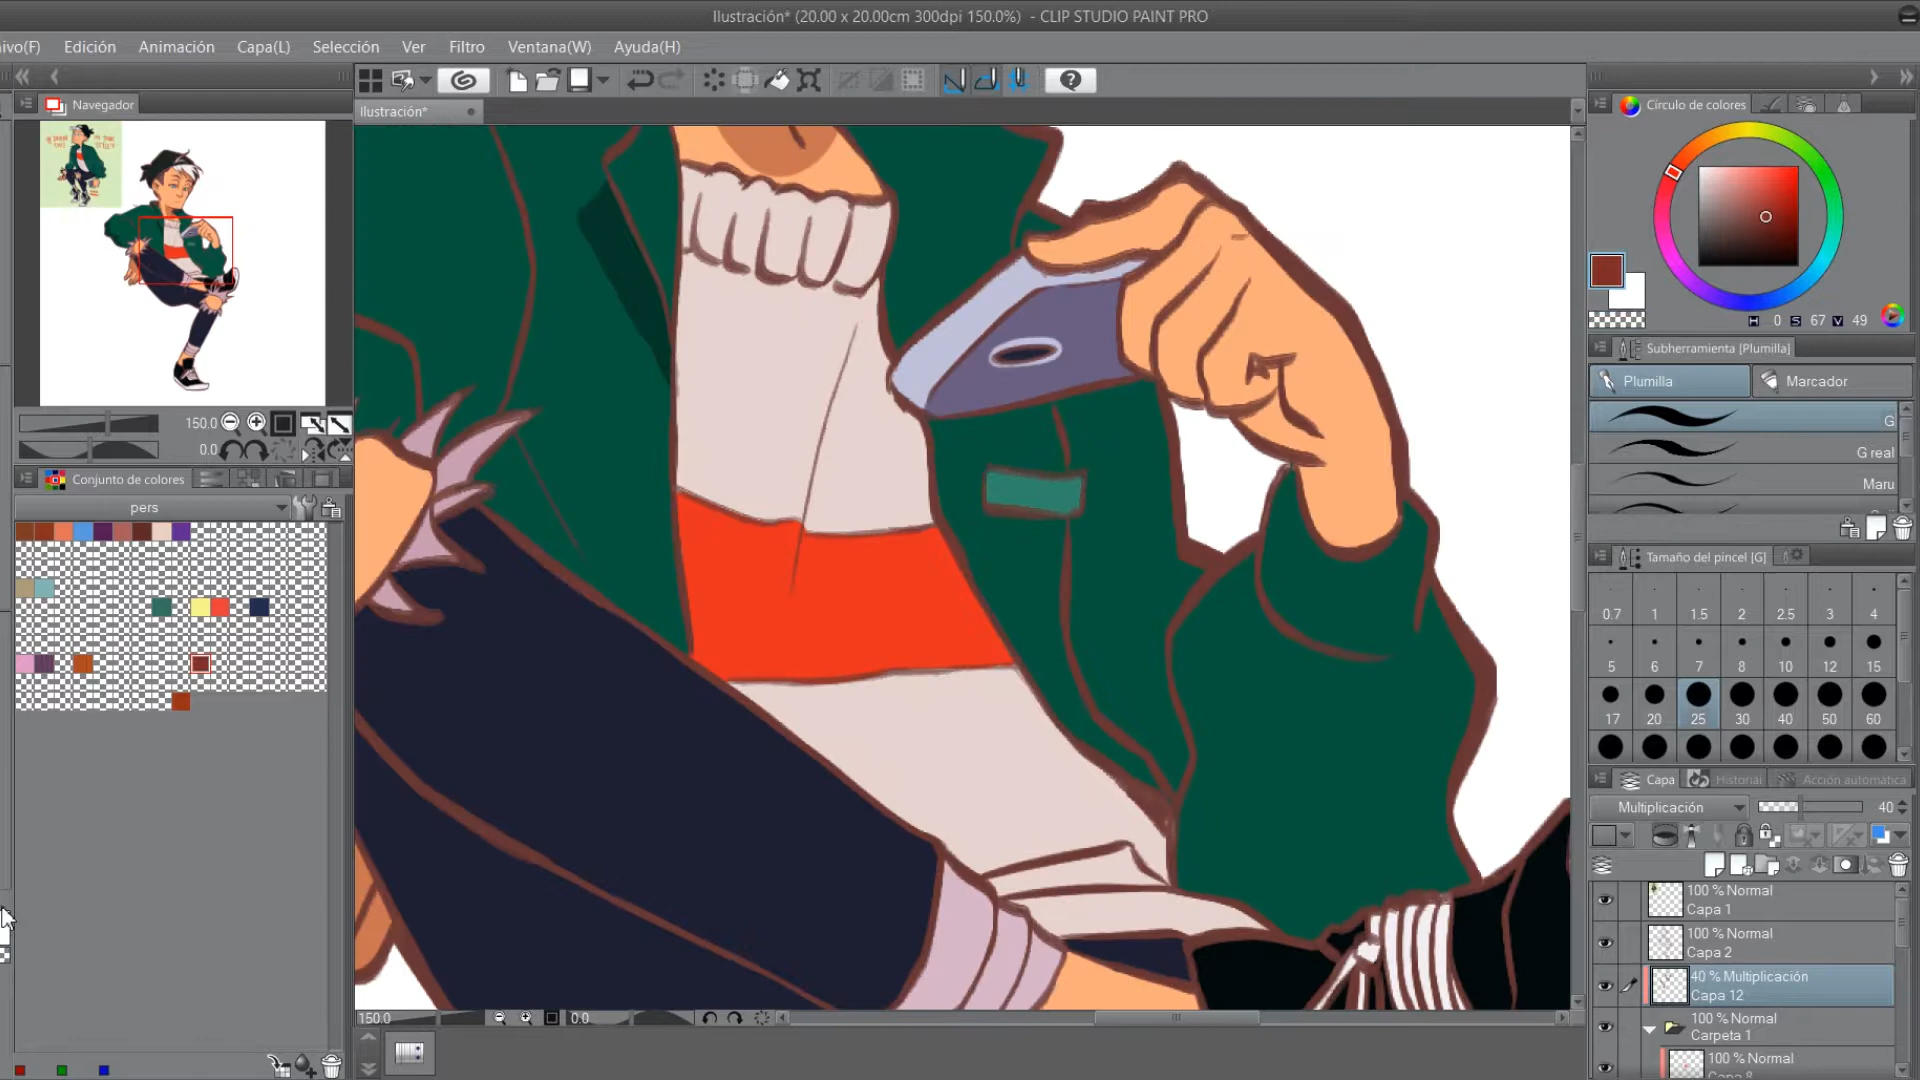 Ilustración* (20.00 x 20.00cm 300dpi 150.0%) - CLIP STUDIO PAINT PRO
ivo(F) Edición Animación Capa(L) Selección Ver Filtro Ventana(W) Ayuda(H)
Navegador
Ilustración*
Círculo de colores
H 0 S 67 V 49
Subherramienta [Plumilla]
Plumilla Marcador
G
G real
Maru
150.0
0.0
Conjunto de colores
pers
Tamaño del pincel [G]
0.7 1 1.5 2 2.5 3 4
5 6 7 8 10 12 15
17 20 25 30 40 50 60
Capa Historial Acción automática
Multiplicación 40
100 % Normal
Capa 1
100 % Normal
Capa 2
40 % Multiplicación
Capa 12
100 % Normal
Carpeta 1
100 % Normal
Capa 8
150.0 0.0